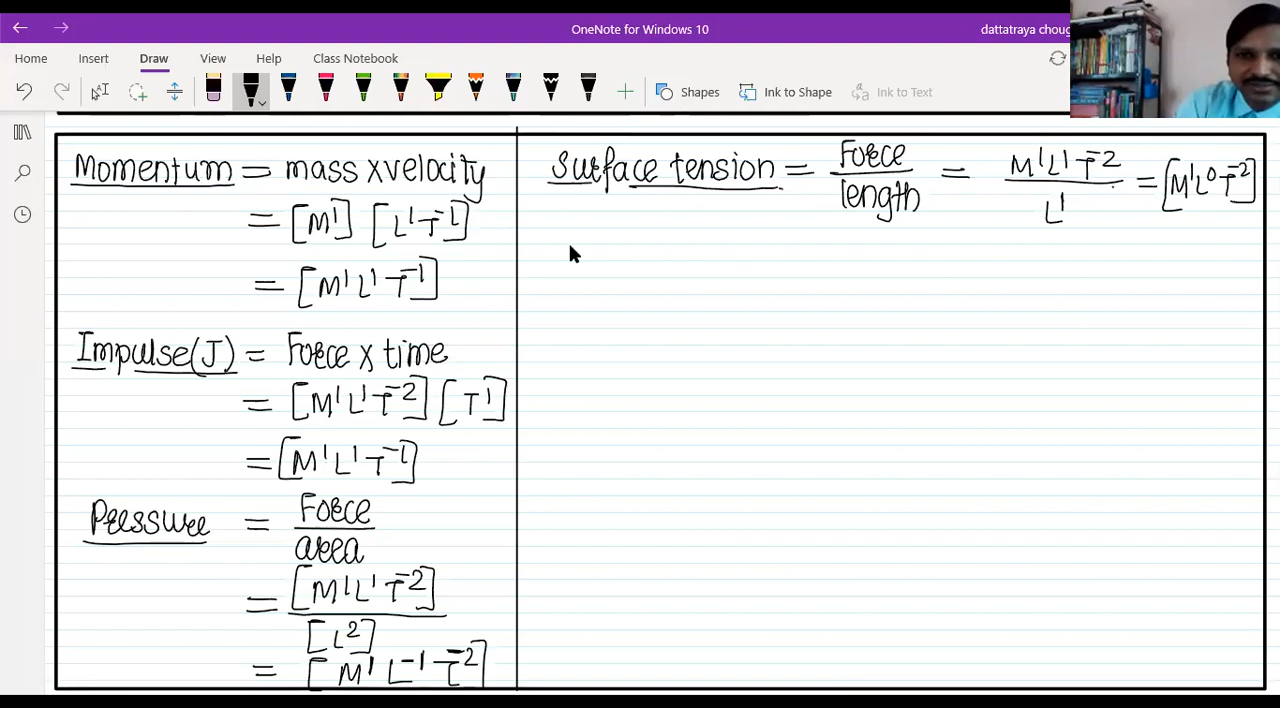 OneNote for Windows 10
dattatraya choug
Home Insert Draw View Help Class Notebook
Shapes Ink to Shape Ink to Text
Momentum = mass x velocity
= [M¹] [L¹T⁻¹]
= [M¹L¹T⁻¹]
Impulse(J) = Force x time
= [M¹L¹T⁻²] [T¹]
= [M¹L¹T⁻¹]
Pressure = Force
area
= [M¹L¹T⁻²]
[L²]
= [M¹L⁻¹T⁻²]
Surface tension = Force/length = M¹L¹T⁻²/L¹ = [M¹L⁰T⁻²]